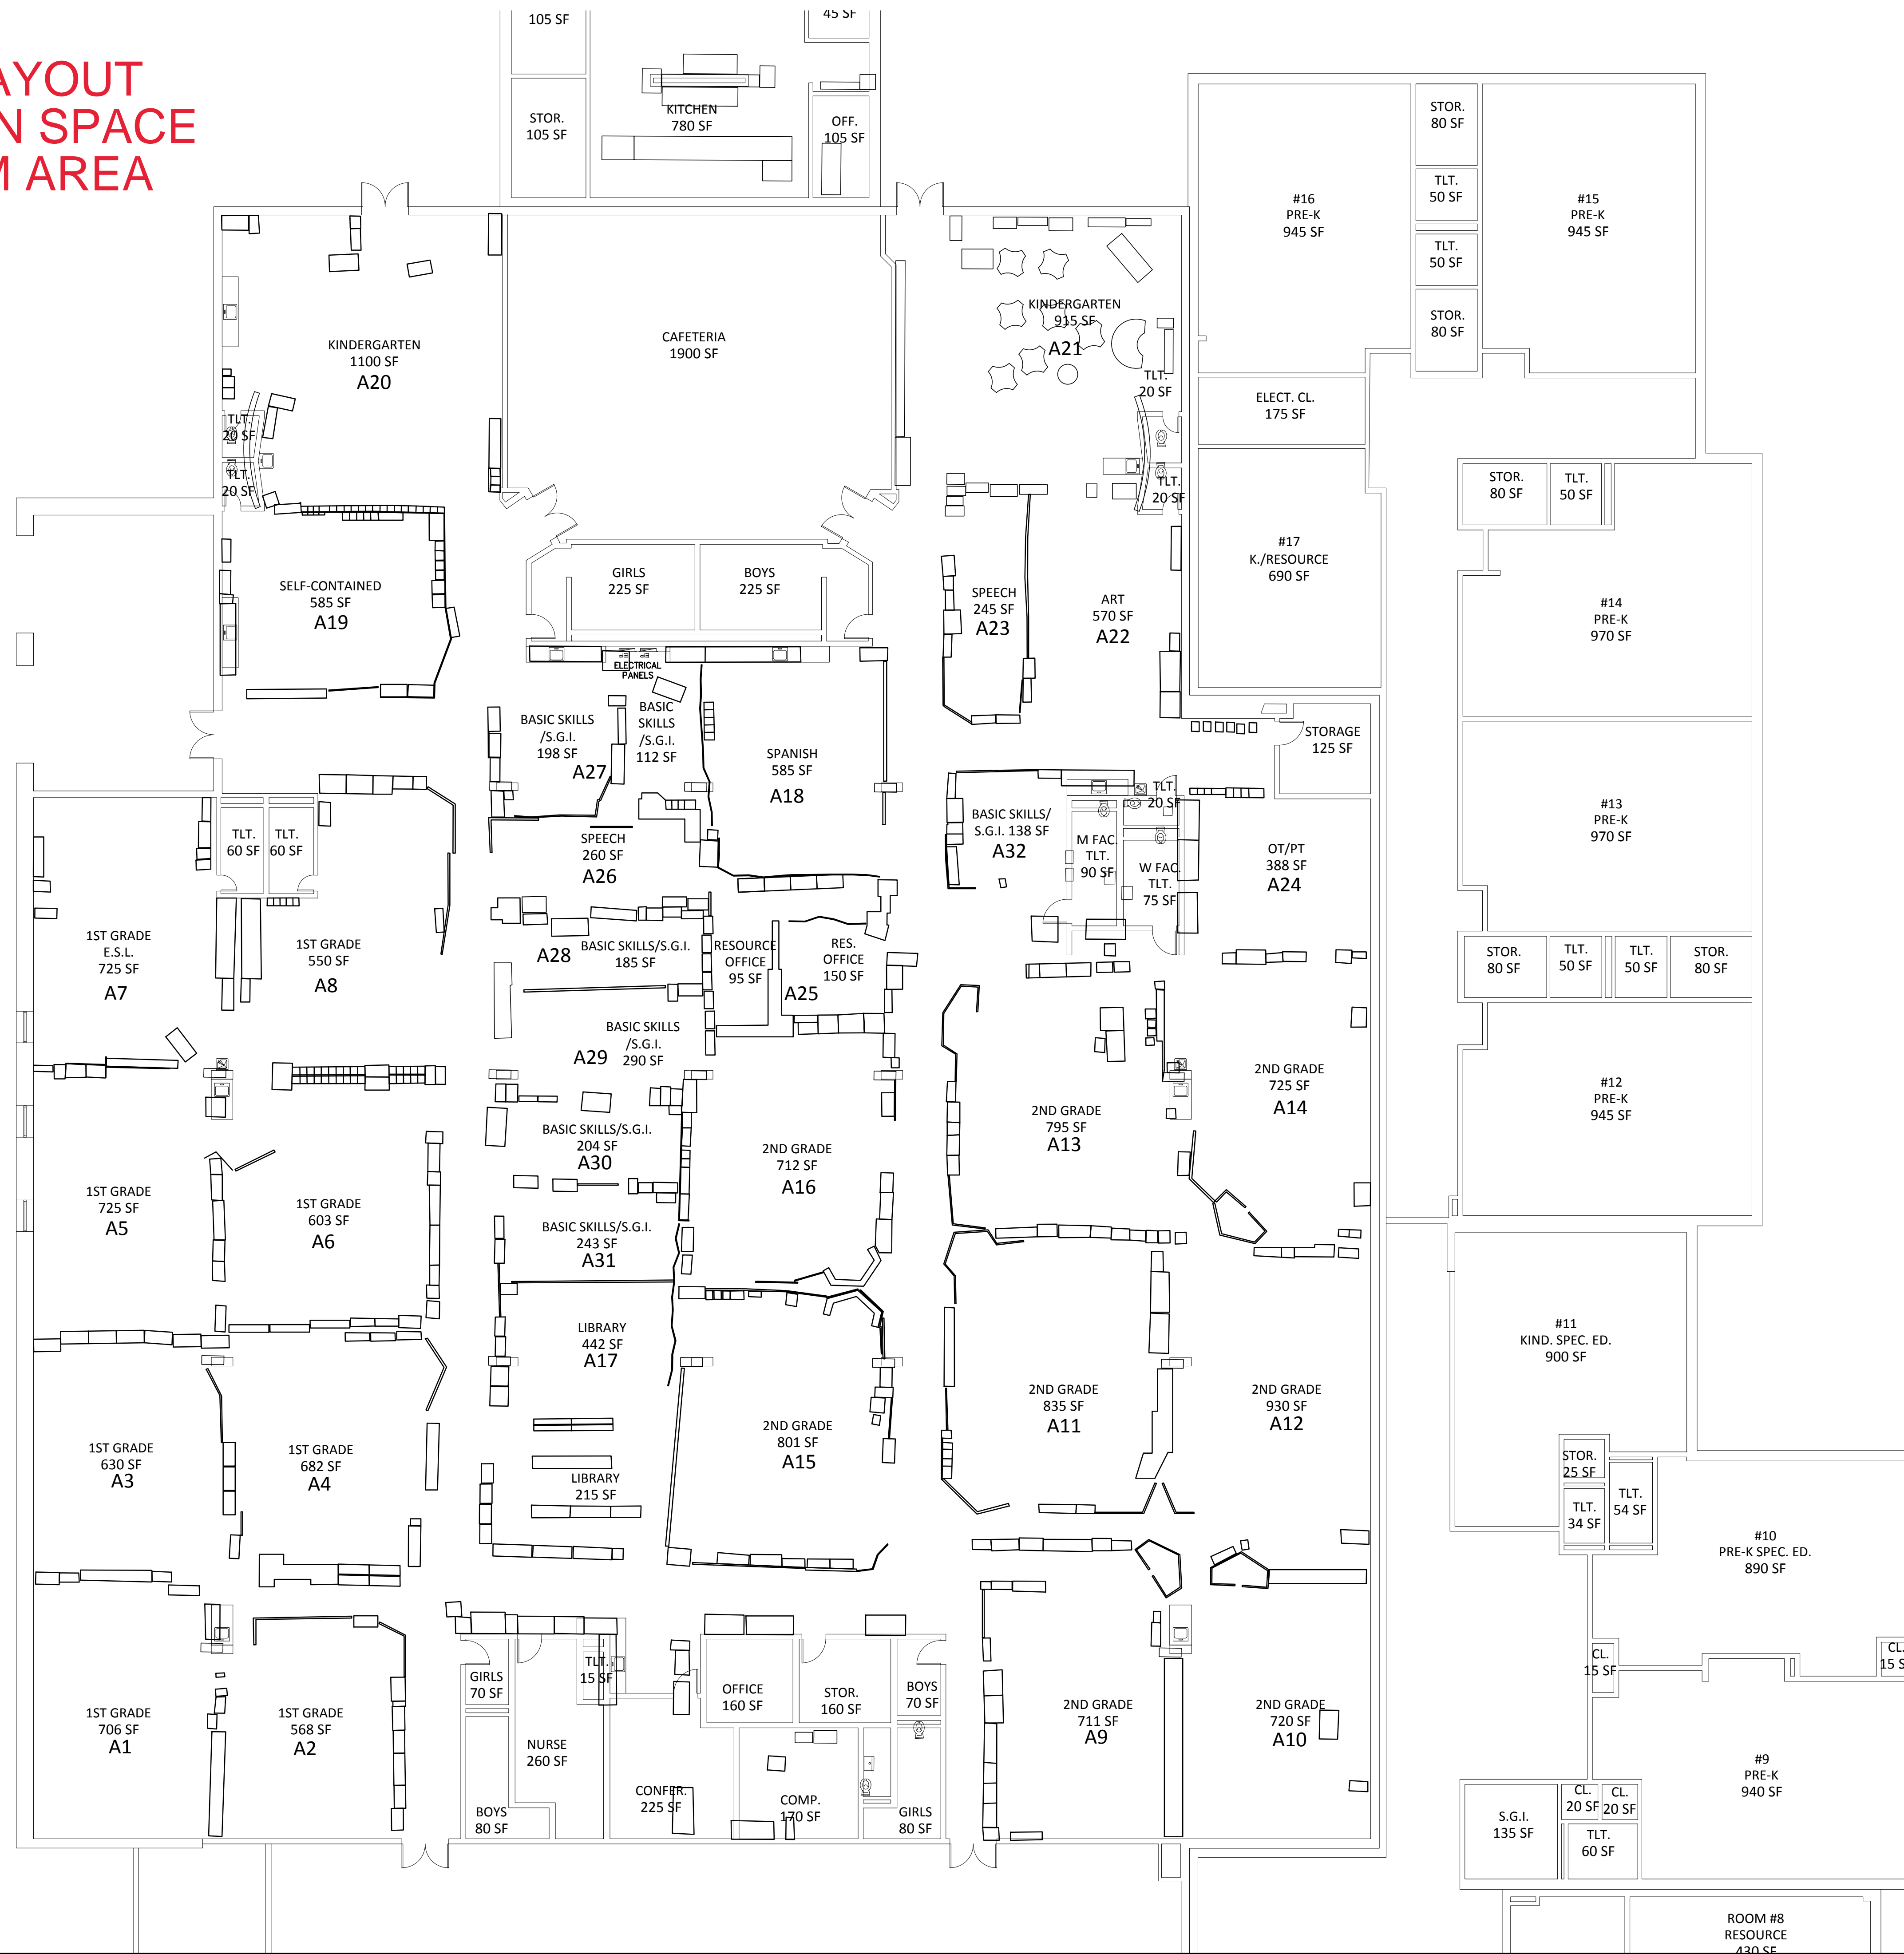 AYOUT
N SPACE
M AREA
105 SF
45 SF
STOR.
105 SF
KITCHEN
780 SF
OFF.
105 SF
STOR.
80 SF
TLT.
50 SF
TLT.
50 SF
STOR.
80 SF
#16
PRE-K
945 SF
#15
PRE-K
945 SF
KINDERGARTEN
1100 SF
A20
CAFETERIA
1900 SF
KINDERGARTEN
915 SF
A21
TLT.
20 SF
ELECT. CL.
175 SF
TLT.
20 SF
TLT.
20 SF
TLT.
20 SF
STOR.
80 SF
TLT.
50 SF
SELF-CONTAINED
585 SF
A19
GIRLS
225 SF
BOYS
225 SF
SPEECH
245 SF
A23
ART
570 SF
A22
#17
K./RESOURCE
690 SF
#14
PRE-K
970 SF
ELECTRICAL
PANELS
BASIC SKILLS
/S.G.I.
198 SF
A27
BASIC
SKILLS
/S.G.I.
112 SF
SPANISH
585 SF
A18
STORAGE
125 SF
#13
PRE-K
970 SF
TLT.
60 SF
TLT.
60 SF
SPEECH
260 SF
A26
BASIC SKILLS/
S.G.I. 138 SF
A32
TLT.
20 SF
M FAC.
TLT.
90 SF
W FAC.
TLT.
75 SF
OT/PT
388 SF
A24
1ST GRADE
E.S.L.
725 SF
A7
1ST GRADE
550 SF
A8
A28
BASIC SKILLS/S.G.I.
185 SF
RESOURCE
OFFICE
95 SF
RES.
OFFICE
150 SF
A25
STOR.
80 SF
TLT.
50 SF
TLT.
50 SF
STOR.
80 SF
BASIC SKILLS
/S.G.I.
290 SF
A29
2ND GRADE
725 SF
A14
#12
PRE-K
945 SF
BASIC SKILLS/S.G.I.
204 SF
A30
2ND GRADE
712 SF
A16
2ND GRADE
795 SF
A13
1ST GRADE
725 SF
A5
1ST GRADE
603 SF
A6
BASIC SKILLS/S.G.I.
243 SF
A31
LIBRARY
442 SF
A17
#11
KIND. SPEC. ED.
900 SF
1ST GRADE
630 SF
A3
1ST GRADE
682 SF
A4
LIBRARY
215 SF
2ND GRADE
801 SF
A15
2ND GRADE
835 SF
A11
2ND GRADE
930 SF
A12
STOR.
25 SF
TLT.
34 SF
TLT.
54 SF
#10
PRE-K SPEC. ED.
890 SF
CL.
15 SF
CL.
15 S
1ST GRADE
706 SF
A1
1ST GRADE
568 SF
A2
GIRLS
70 SF
TLT.
15 SF
NURSE
260 SF
BOYS
80 SF
OFFICE
160 SF
STOR.
160 SF
BOYS
70 SF
CONFER.
225 SF
COMP.
170 SF
GIRLS
80 SF
2ND GRADE
711 SF
A9
2ND GRADE
720 SF
A10
#9
PRE-K
940 SF
S.G.I.
135 SF
CL.
20 SF
CL.
20 SF
TLT.
60 SF
ROOM #8
RESOURCE
430 SF